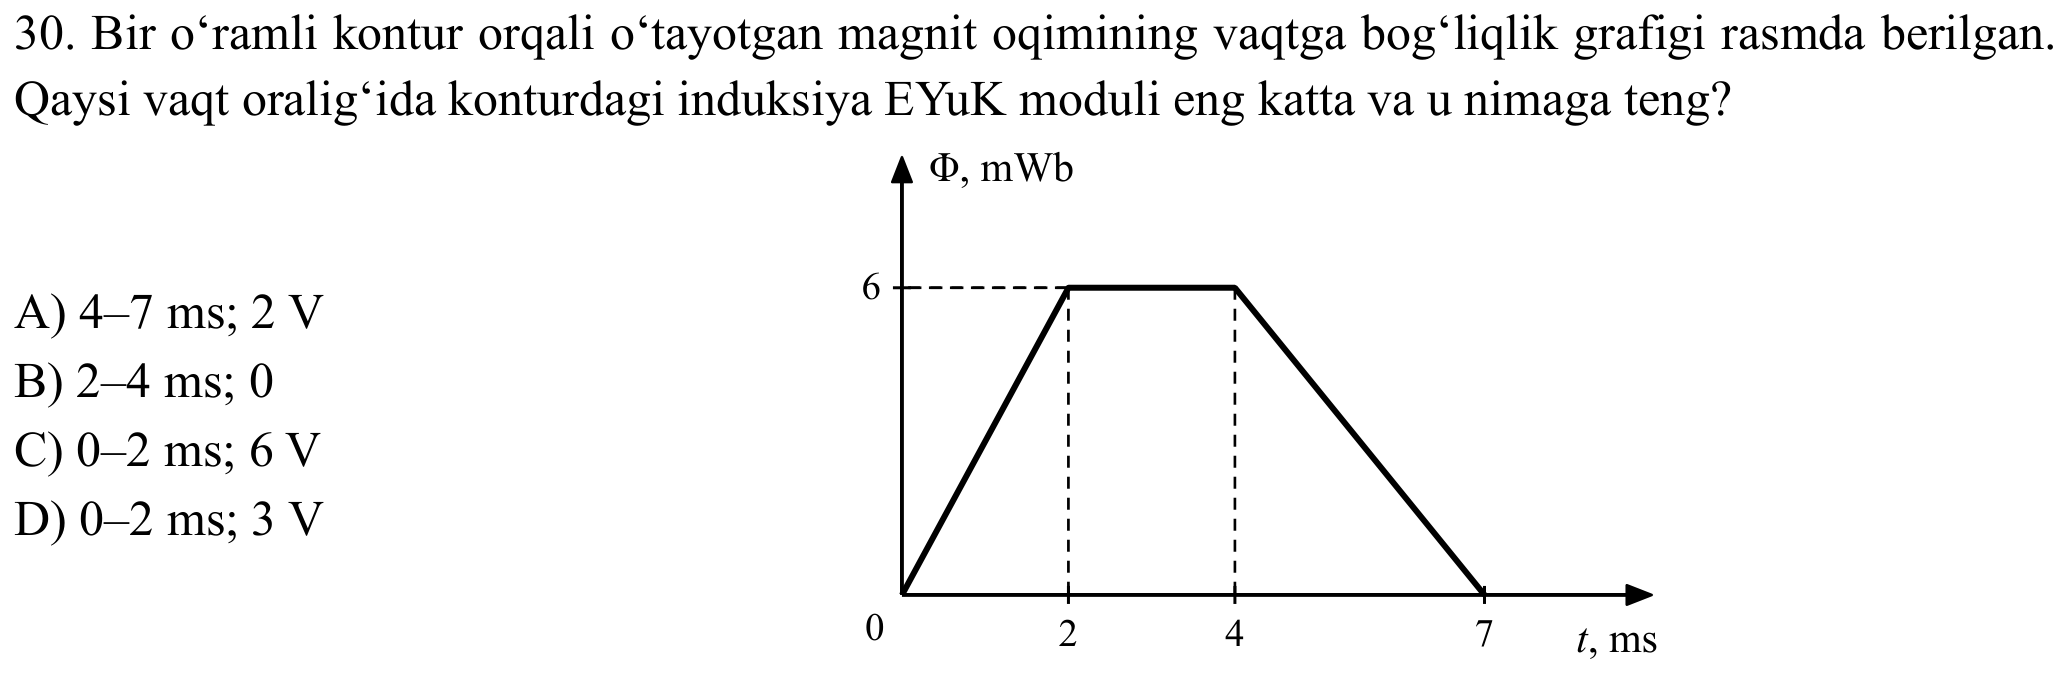 30. Bir o‘ramli kontur orqali o‘tayotgan magnit oqimining vaqtga bog‘liqlik grafigi rasmda berilgan.
Qaysi vaqt oralig‘ida konturdagi induksiya EYuK moduli eng katta va u nimaga teng?
Φ, mWb
6
A) 4–7 ms; 2 V
B) 2–4 ms; 0
C) 0–2 ms; 6 V
D) 0–2 ms; 3 V
0 2 4 7 t, ms